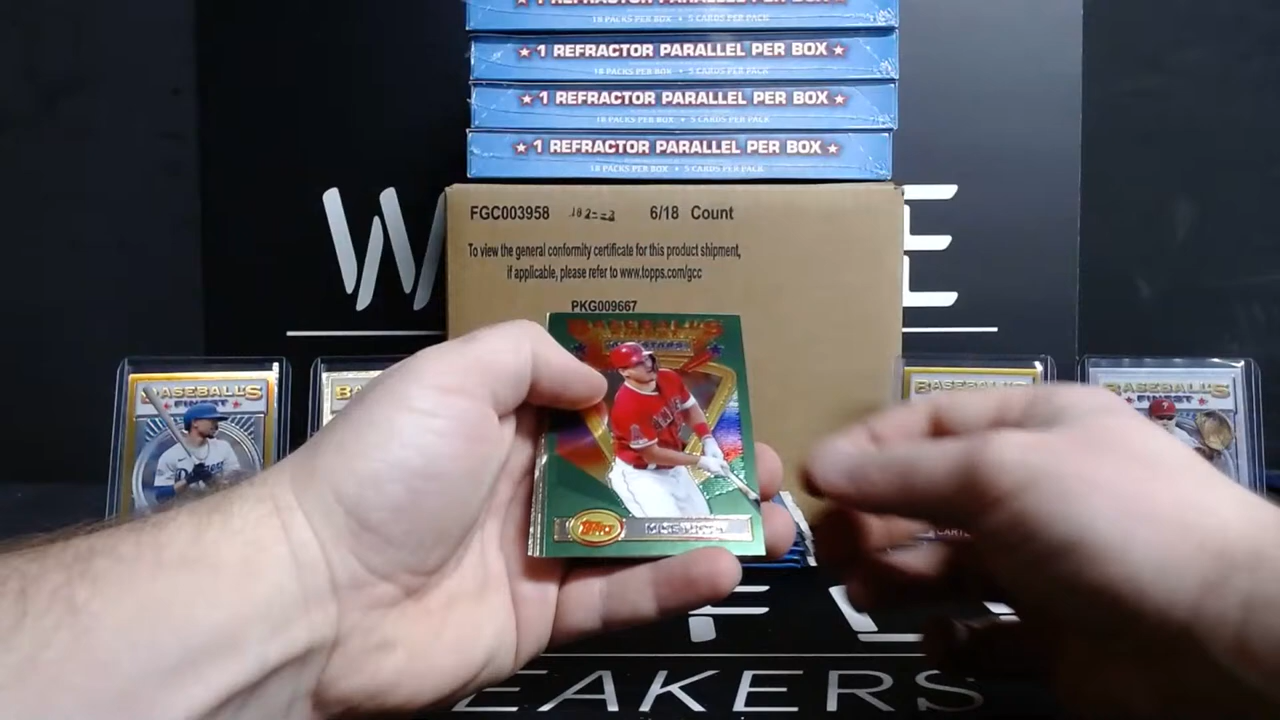 ★ 1 REFRACTOR PARALLEL PER BOX
18 PACKS PER BOX • 5 CARDS PER PACK
★ 1 REFRACTOR PARALLEL PER BOX ★
18 PACKS PER BOX • 5 CARDS PER PACK
★ 1 REFRACTOR PARALLEL PER BOX ★
18 PACKS PER BOX • 5 CARDS PER PACK
★ 1 REFRACTOR PARALLEL PER BOX ★
18 PACKS PER BOX • 5 CARDS PER PACK
FGC003958 6/18 Count
To view the general conformity certificate for this product shipment,
if applicable, please refer to www.topps.com/gcc
PKG009667
BASEBALL'S
TOPPS
BASEBALL'S
FINEST
Dodgers
BASEBALL'S
BASEBALL'S
FINEST
W E
EAKERS